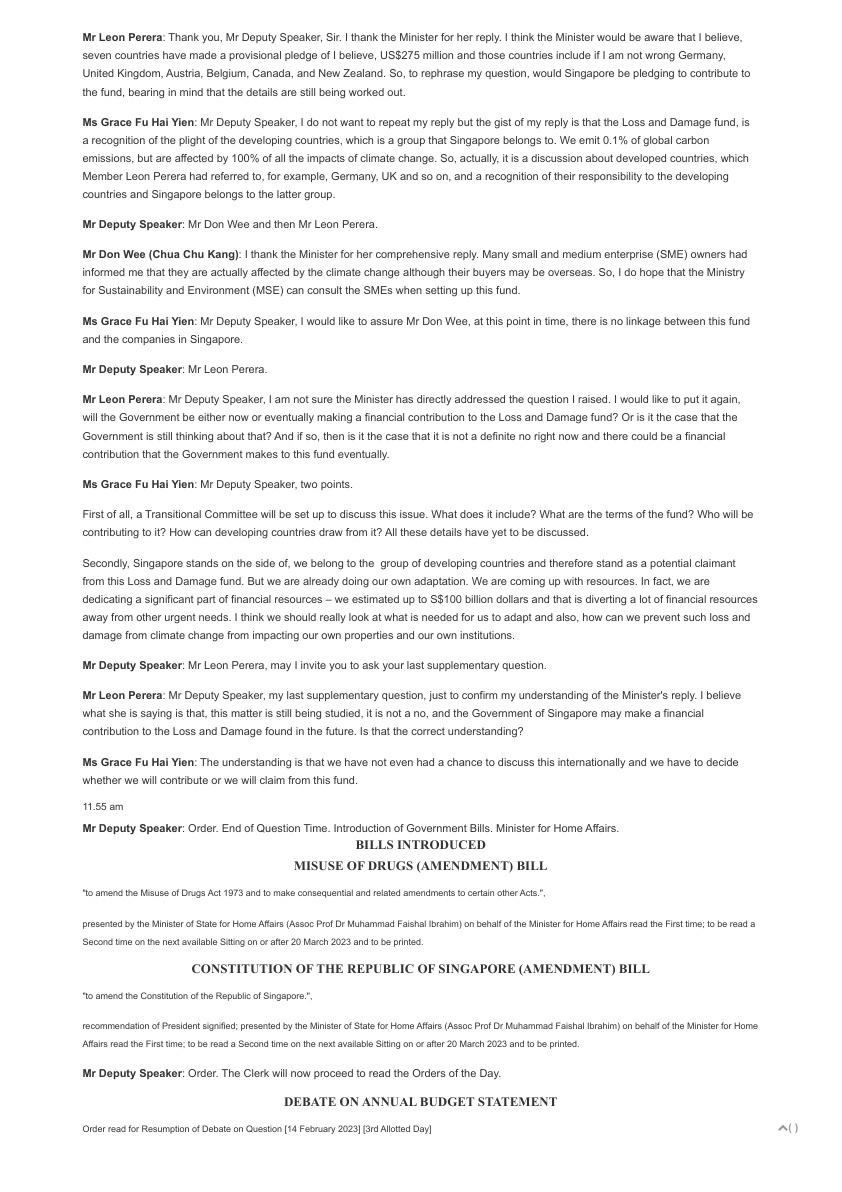 Mr Leon Perera: Thank you, Mr Deputy Speaker, Sir. I thank the Minister for her reply. I think the Minister would be aware that I believe,
seven countries have made a provisional pledge of I believe, US$275 million and those countries include if I am not wrong Germany,
United Kingdom, Austria, Belgium, Canada, and New Zealand. So, to rephrase my question, would Singapore be pledging to contribute to
the fund, bearing in mind that the details are still being worked out.
Ms Grace Fu Hai Yien: Mr Deputy Speaker, I do not want to repeat my reply but the gist of my reply is that the Loss and Damage fund, is
a recognition of the plight of the developing countries, which is a group that Singapore belongs to. We emit 0.1% of global carbon
emissions, but are affected by 100% of all the impacts of climate change. So, actually, it is a discussion about developed countries, which
Member Leon Perera had referred to, for example, Germany, UK and so on, and a recognition of their responsibility to the developing
countries and Singapore belongs to the latter group.
Mr Deputy Speaker: Mr Don Wee and then Mr Leon Perera.
Mr Don Wee (Chua Chu Kang): I thank the Minister for her comprehensive reply. Many small and medium enterprise (SME) owners had
informed me that they are actually affected by the climate change although their buyers may be overseas. So, I do hope that the Ministry
for Sustainability and Environment (MSE) can consult the SMEs when setting up this fund.
Ms Grace Fu Hai Yien: Mr Deputy Speaker, I would like to assure Mr Don Wee, at this point in time, there is no linkage between this fund
and the companies in Singapore.
Mr Deputy Speaker: Mr Leon Perera.
Mr Leon Perera: Mr Deputy Speaker, I am not sure the Minister has directly addressed the question I raised. I would like to put it again,
will the Government be either now or eventually making a financial contribution to the Loss and Damage fund? Or is it the case that the
Government is still thinking about that? And if so, then is it the case that it is not a definite no right now and there could be a financial
contribution that the Government makes to this fund eventually.
Ms Grace Fu Hai Yien: Mr Deputy Speaker, two points.
First of all, a Transitional Committee will be set up to discuss this issue. What does it include? What are the terms of the fund? Who will be
contributing to it? How can developing countries draw from it? All these details have yet to be discussed.
Secondly, Singapore stands on the side of, we belong to the  group of developing countries and therefore stand as a potential claimant
from this Loss and Damage fund. But we are already doing our own adaptation. We are coming up with resources. In fact, we are
dedicating a significant part of financial resources – we estimated up to S$100 billion dollars and that is diverting a lot of financial resources
away from other urgent needs. I think we should really look at what is needed for us to adapt and also, how can we prevent such loss and
damage from climate change from impacting our own properties and our own institutions.
Mr Deputy Speaker: Mr Leon Perera, may I invite you to ask your last supplementary question.
Mr Leon Perera: Mr Deputy Speaker, my last supplementary question, just to confirm my understanding of the Minister's reply. I believe
what she is saying is that, this matter is still being studied, it is not a no, and the Government of Singapore may make a financial
contribution to the Loss and Damage found in the future. Is that the correct understanding?
Ms Grace Fu Hai Yien: The understanding is that we have not even had a chance to discuss this internationally and we have to decide
whether we will contribute or we will claim from this fund.
11.55 am
Mr Deputy Speaker: Order. End of Question Time. Introduction of Government Bills. Minister for Home Affairs.
BILLS INTRODUCED
MISUSE OF DRUGS (AMENDMENT) BILL
"to amend the Misuse of Drugs Act 1973 and to make consequential and related amendments to certain other Acts.",
presented by the Minister of State for Home Affairs (Assoc Prof Dr Muhammad Faishal Ibrahim) on behalf of the Minister for Home Affairs read the First time; to be read a
Second time on the next available Sitting on or after 20 March 2023 and to be printed.
CONSTITUTION OF THE REPUBLIC OF SINGAPORE (AMENDMENT) BILL
"to amend the Constitution of the Republic of Singapore.",
recommendation of President signified; presented by the Minister of State for Home Affairs (Assoc Prof Dr Muhammad Faishal Ibrahim) on behalf of the Minister for Home
Affairs read the First time; to be read a Second time on the next available Sitting on or after 20 March 2023 and to be printed.
Mr Deputy Speaker: Order. The Clerk will now proceed to read the Orders of the Day.
DEBATE ON ANNUAL BUDGET STATEMENT
Order read for Resumption of Debate on Question [14 February 2023] [3rd Allotted Day]
( )